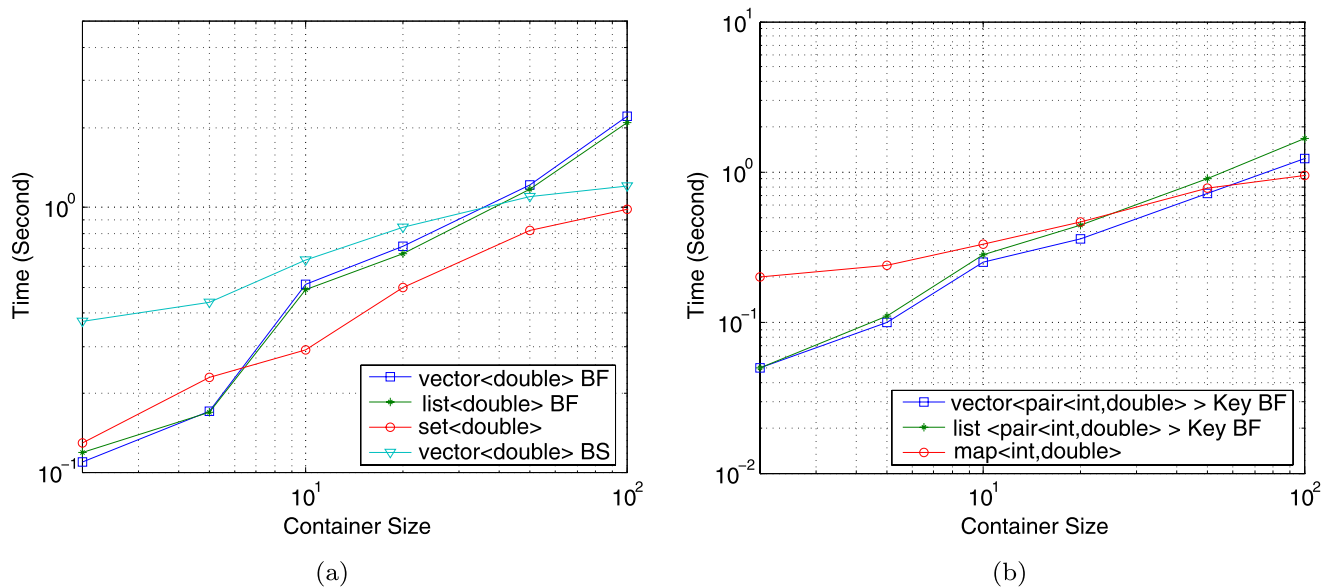 10^0
10^-1
Time (Second)
10^1
10^2
Container Size
vector<double> BF
list<double> BF
set<double>
vector<double> BS
(a)
10^1
10^0
10^-1
10^-2
Time (Second)
10^1
10^2
Container Size
vector<pair<int,double> > Key BF
list <pair<int,double> > Key BF
map<int,double>
(b)